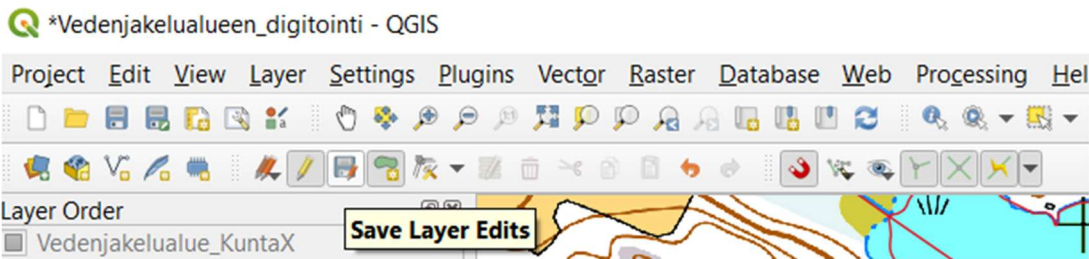 *Vedenjakelualueen_digitointi - QGIS
Project Edit View Layer Settings Plugins Vector Raster Database Web Processing Hel
Layer Order
Save Layer Edits
Vedenjakelualue_KuntaX